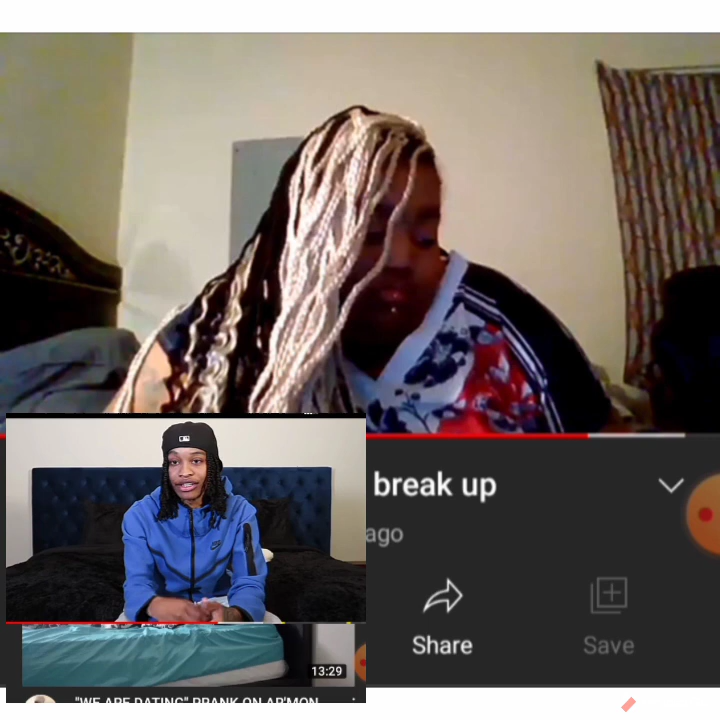 break up
ago
Share
Save
13:29
"WE ARE DATING" PRANK ON AR'MON